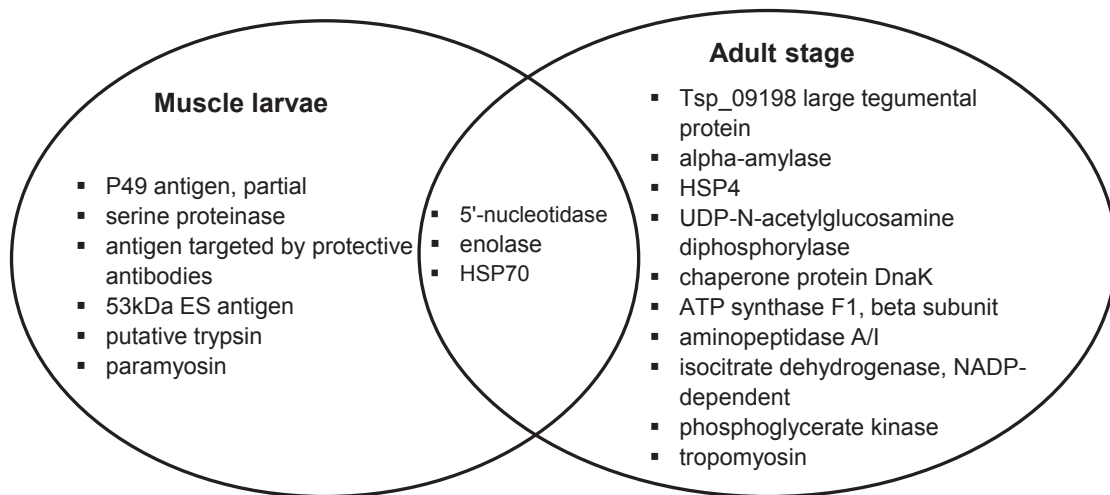 Muscle larvae
▪ P49 antigen, partial
▪ serine proteinase
▪ antigen targeted by protective
antibodies
▪ 53kDa ES antigen
▪ putative trypsin
▪ paramyosin
▪ 5'-nucleotidase
▪ enolase
▪ HSP70
Adult stage
▪ Tsp_09198 large tegumental
protein
▪ alpha-amylase
▪ HSP4
▪ UDP-N-acetylglucosamine
diphosphorylase
▪ chaperone protein DnaK
▪ ATP synthase F1, beta subunit
▪ aminopeptidase A/I
▪ isocitrate dehydrogenase, NADP-
dependent
▪ phosphoglycerate kinase
▪ tropomyosin